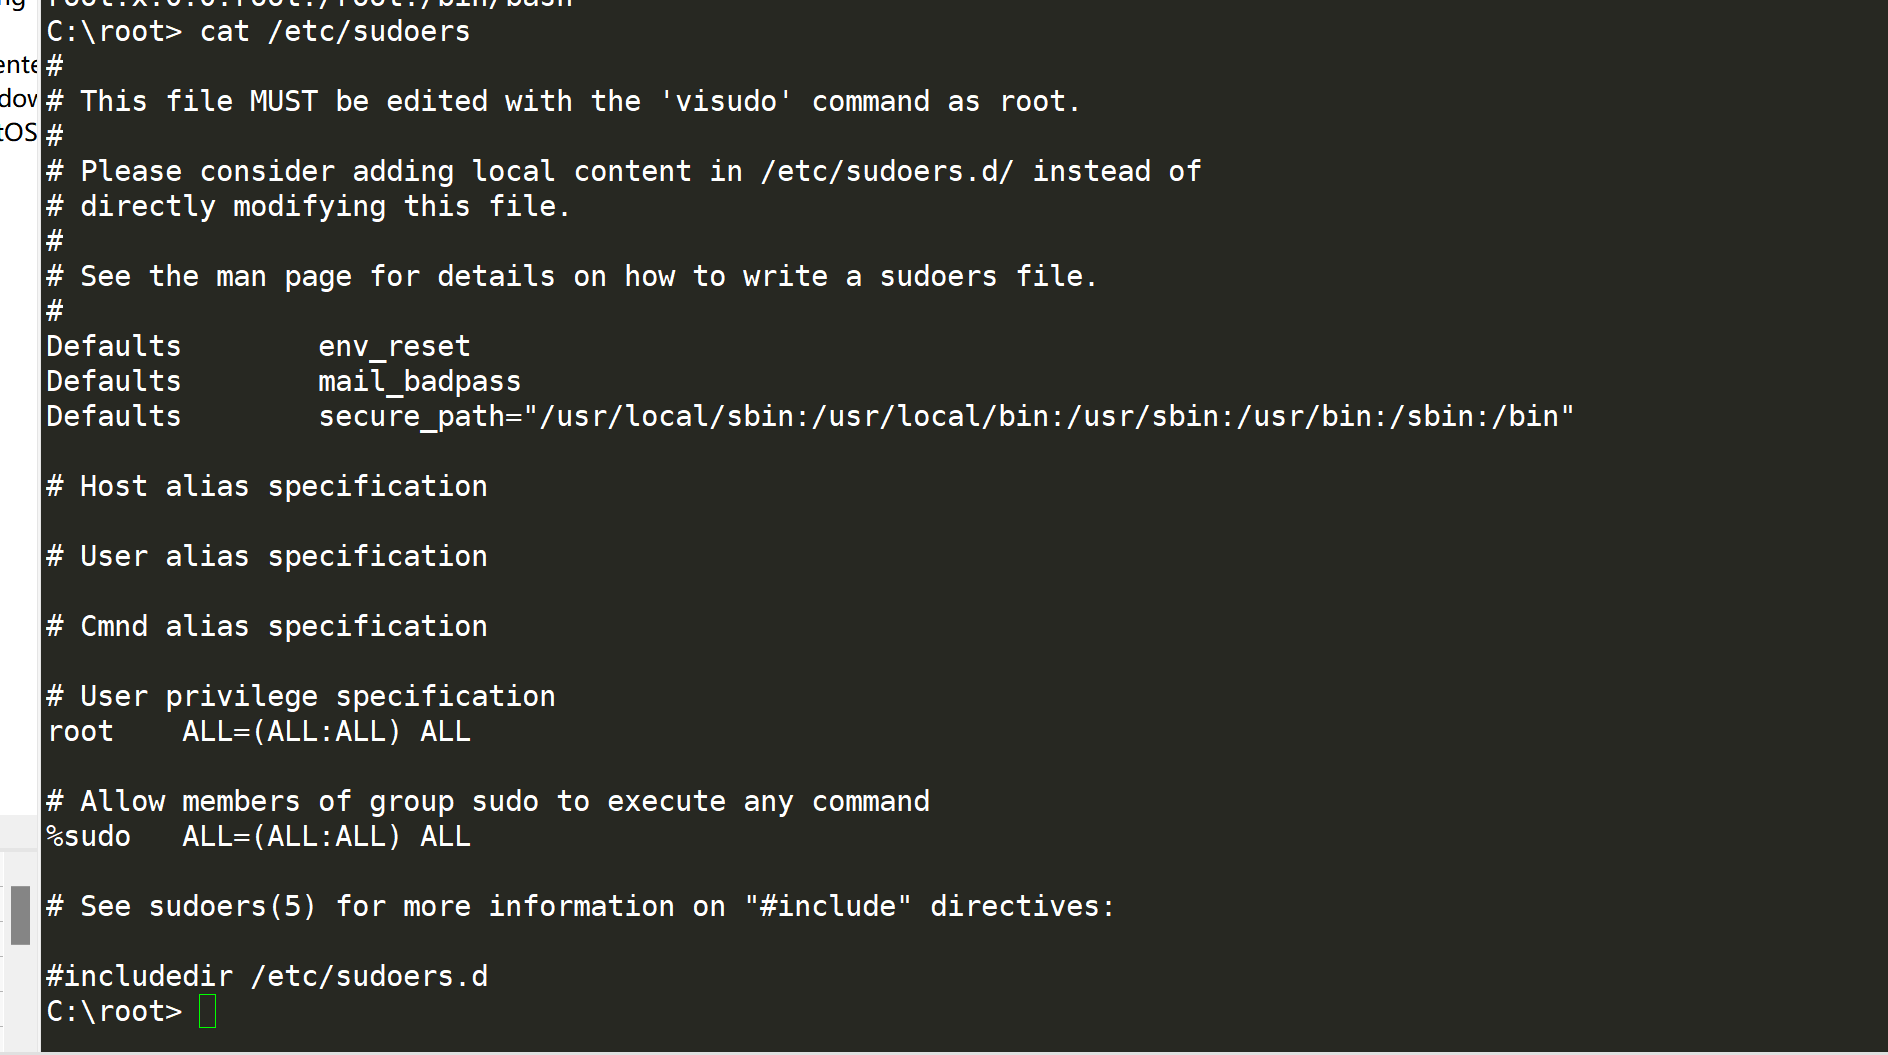 root:x:0:0:root:/root:/bin/bash
C:\root> cat /etc/sudoers
#
# This file MUST be edited with the 'visudo' command as root.
#
# Please consider adding local content in /etc/sudoers.d/ instead of
# directly modifying this file.
#
# See the man page for details on how to write a sudoers file.
#
Defaults        env_reset
Defaults        mail_badpass
Defaults        secure_path="/usr/local/sbin:/usr/local/bin:/usr/sbin:/usr/bin:/sbin:/bin"
# Host alias specification
# User alias specification
# Cmnd alias specification
# User privilege specification
root    ALL=(ALL:ALL) ALL
# Allow members of group sudo to execute any command
%sudo   ALL=(ALL:ALL) ALL
# See sudoers(5) for more information on "#include" directives:
#includedir /etc/sudoers.d
C:\root>